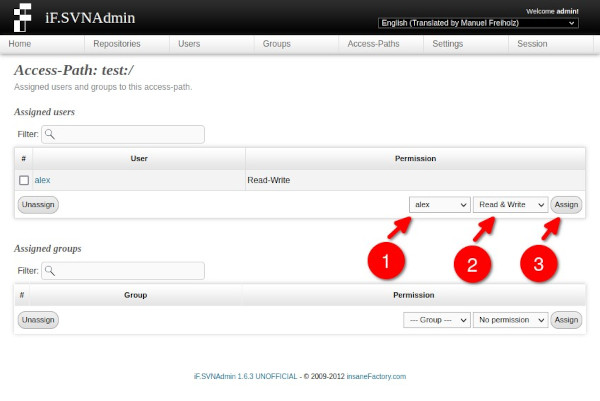 iF.SVNAdmin
Welcome admin!
English (Translated by Manuel Freiholz)
Home Repositories Users Groups Access-Paths Settings Session
Access-Path: test:/
Assigned users and groups to this access-path.
Assigned users
Filter:
# User Permission
alex Read-Write
Unassign alex Read & Write Assign
1 2 3
Assigned groups
Filter:
# Group Permission
Unassign --- Group --- No permission Assign
iF.SVNAdmin 1.6.3 UNOFFICIAL - © 2009-2012 insaneFactory.com